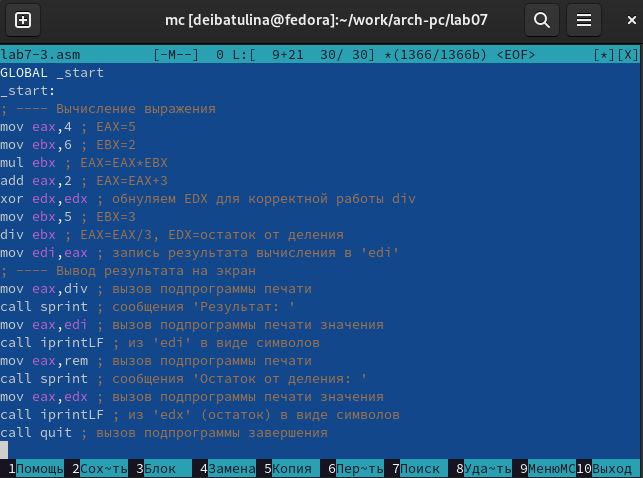 mc [deibatulina@fedora]:~/work/arch-pc/lab07
lab7-3.asm [-M--] 0 L:[ 9+21 30/ 30] *(1366/1366b) <EOF> [*][X]
GLOBAL _start
_start:
; ---- Вычисление выражения
mov eax,4 ; EAX=5
mov ebx,6 ; EBX=2
mul ebx ; EAX=EAX*EBX
add eax,2 ; EAX=EAX+3
xor edx,edx ; обнуляем EDX для корректной работы div
mov ebx,5 ; EBX=3
div ebx ; EAX=EAX/3, EDX=остаток от деления
mov edi,eax ; запись результата вычисления в 'edi'
; ---- Вывод результата на экран
mov eax,div ; вызов подпрограммы печати
call sprint ; сообщения 'Результат: '
mov eax,edi ; вызов подпрограммы печати значения
call iprintLF ; из 'edi' в виде символов
mov eax,rem ; вызов подпрограммы печати
call sprint ; сообщения 'Остаток от деления: '
mov eax,edx ; вызов подпрограммы печати значения
call iprintLF ; из 'edx' (остаток) в виде символов
call quit ; вызов подпрограммы завершения
1Помощь 2Сох~ть 3Блок 4Замена 5Копия 6Пер~ть 7Поиск 8Уда~ть 9МенюМС 10Выход